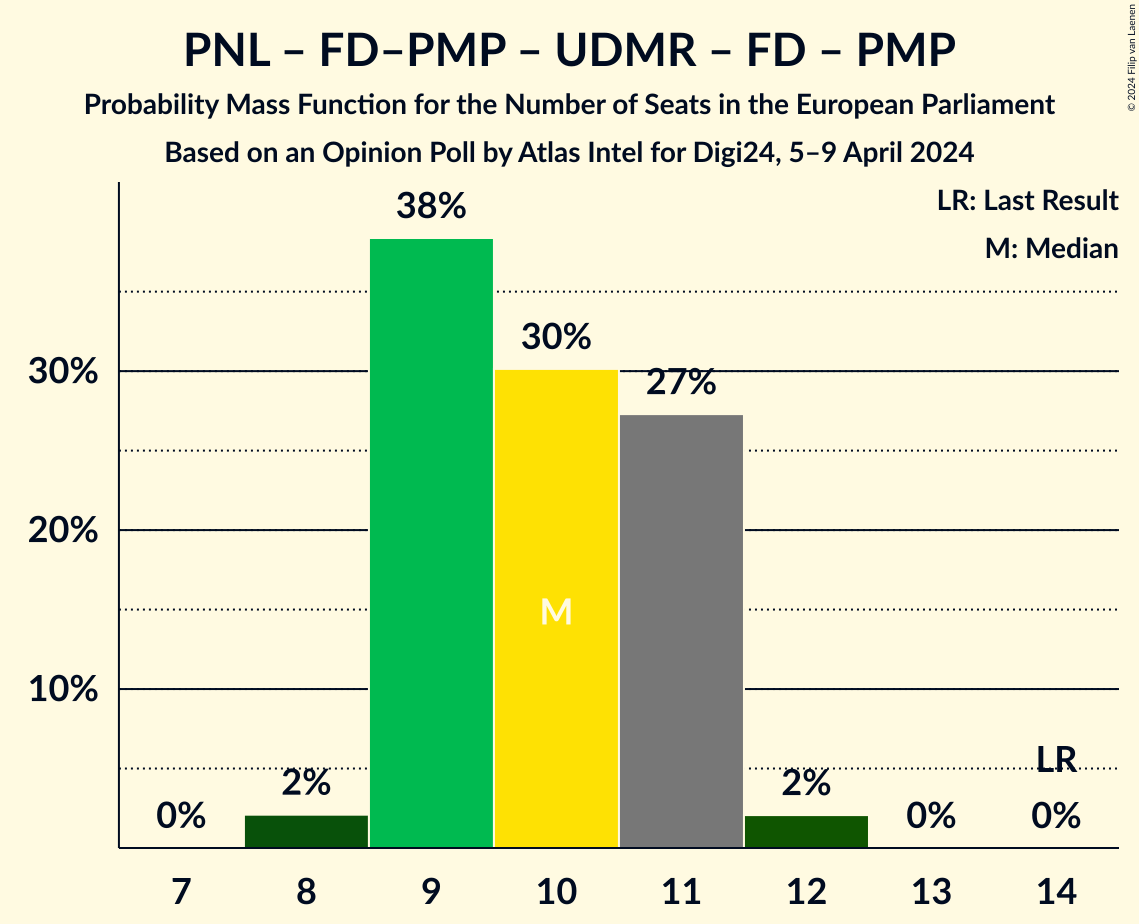 PNL – FD–PMP – UDMR – FD – PMP
Probability Mass Function for the Number of Seats in the European Parliament
Based on an Opinion Poll by Atlas Intel for Digi24, 5–9 April 2024
© 2024 Filip van Laenen
LR: Last Result
M: Median
38%
30%
27%
30%
20%
M
10%
LR
2%
2%
0%
0%
0%
7 8 9 10 11 12 13 14